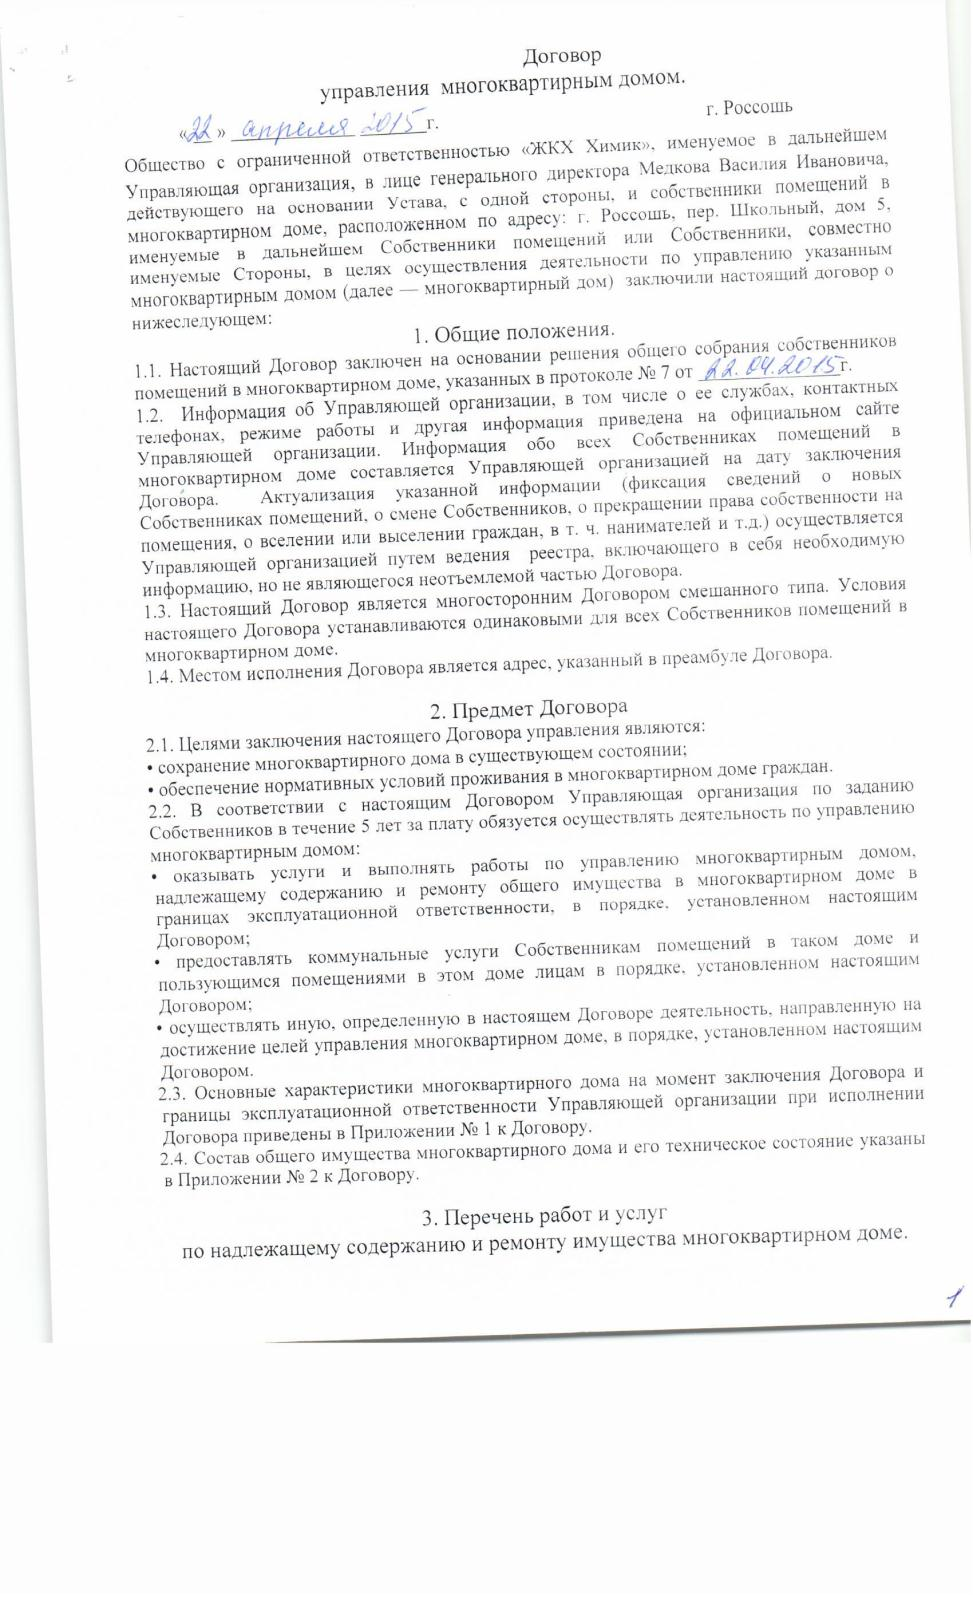 Договор
управления многоквартирным домом.
г. Россошь
«22» апреля 2015г.
Общество с ограниченной ответственностью «ЖКХ Химик», именуемое в дальнейшем
Управляющая организация, в лице генерального директора Медкова Василия Ивановича,
действующего на основании Устава, с одной стороны, и собственники помещений в
многоквартирном доме, расположенном по адресу: г. Россошь, пер. Школьный, дом 5,
именуемые в дальнейшем Собственники помещений или Собственники, совместно
именуемые Стороны, в целях осуществления деятельности по управлению указанным
многоквартирным домом (далее — многоквартирный дом) заключили настоящий договор о
нижеследующем:
1. Общие положения.
1.1. Настоящий Договор заключен на основании решения общего собрания собственников
помещений в многоквартирном доме, указанных в протоколе № 7 от 22.04.2015г.
1.2. Информация об Управляющей организации, в том числе о ее службах, контактных
телефонах, режиме работы и другая информация приведена на официальном сайте
Управляющей организации. Информация обо всех Собственниках помещений в
многоквартирном доме составляется Управляющей организацией на дату заключения
Договора. Актуализация указанной информации (фиксация сведений о новых
Собственниках помещений, о смене Собственников, о прекращении права собственности на
помещения, о вселении или выселении граждан, в т. ч. нанимателей и т.д.) осуществляется
Управляющей организацией путем ведения реестра, включающего в себя необходимую
информацию, но не являющегося неотъемлемой частью Договора.
1.3. Настоящий Договор является многосторонним Договором смешанного типа. Условия
настоящего Договора устанавливаются одинаковыми для всех Собственников помещений в
многоквартирном доме.
1.4. Местом исполнения Договора является адрес, указанный в преамбуле Договора.
2. Предмет Договора
2.1. Целями заключения настоящего Договора управления являются:
• сохранение многоквартирного дома в существующем состоянии;
• обеспечение нормативных условий проживания в многоквартирном доме граждан.
2.2. В соответствии с настоящим Договором Управляющая организация по заданию
Собственников в течение 5 лет за плату обязуется осуществлять деятельность по управлению
многоквартирным домом:
• оказывать услуги и выполнять работы по управлению многоквартирным домом,
надлежащему содержанию и ремонту общего имущества в многоквартирном доме в
границах эксплуатационной ответственности, в порядке, установленном настоящим
Договором;
• предоставлять коммунальные услуги Собственникам помещений в таком доме и
пользующимся помещениями в этом доме лицам в порядке, установленном настоящим
Договором;
• осуществлять иную, определенную в настоящем Договоре деятельность, направленную на
достижение целей управления многоквартирном доме, в порядке, установленном настоящим
Договором.
2.3. Основные характеристики многоквартирного дома на момент заключения Договора и
границы эксплуатационной ответственности Управляющей организации при исполнении
Договора приведены в Приложении № 1 к Договору.
2.4. Состав общего имущества многоквартирного дома и его техническое состояние указаны
в Приложении № 2 к Договору.
3. Перечень работ и услуг
по надлежащему содержанию и ремонту имущества многоквартирном доме.
1